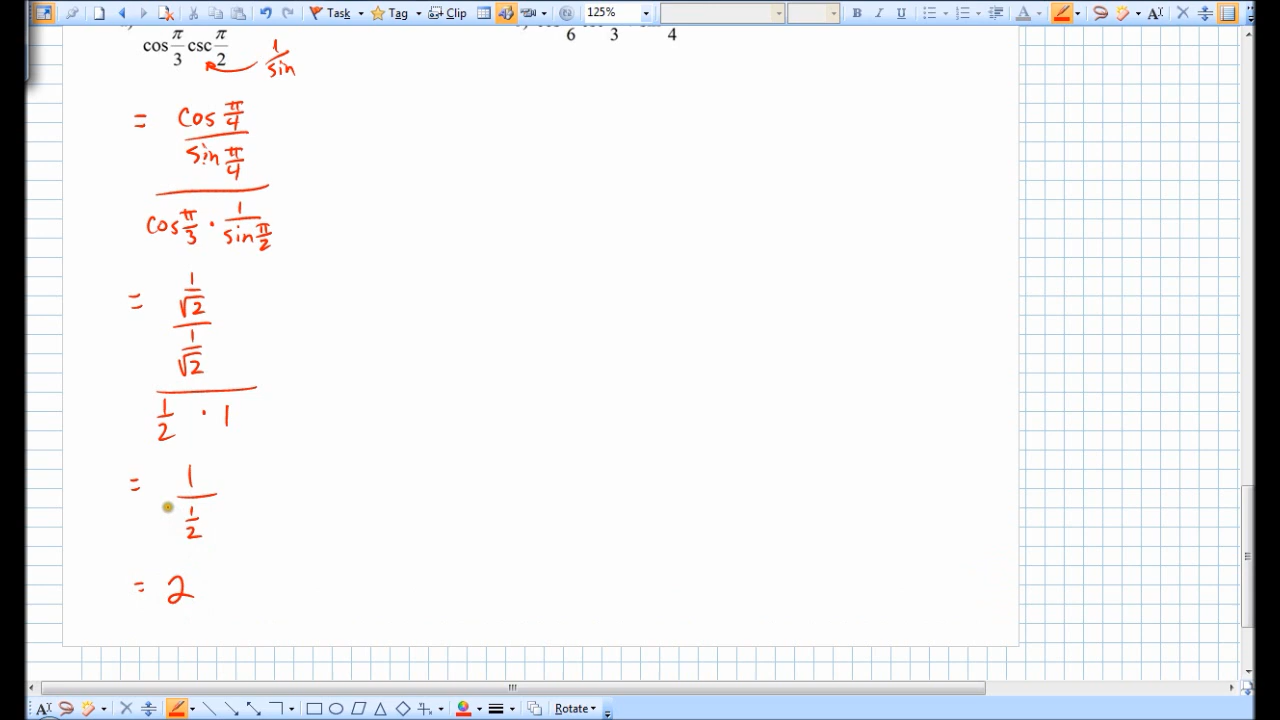 Task Tag Clip 125% B I U A
cos π/3 csc π/2 1/sin
6 3 4
= cos π/4
sin π/4
cos π/3 · 1/sin π/2
= 1/√2
1/√2
1/2 · 1
= 1
1/2
= 2
Rotate